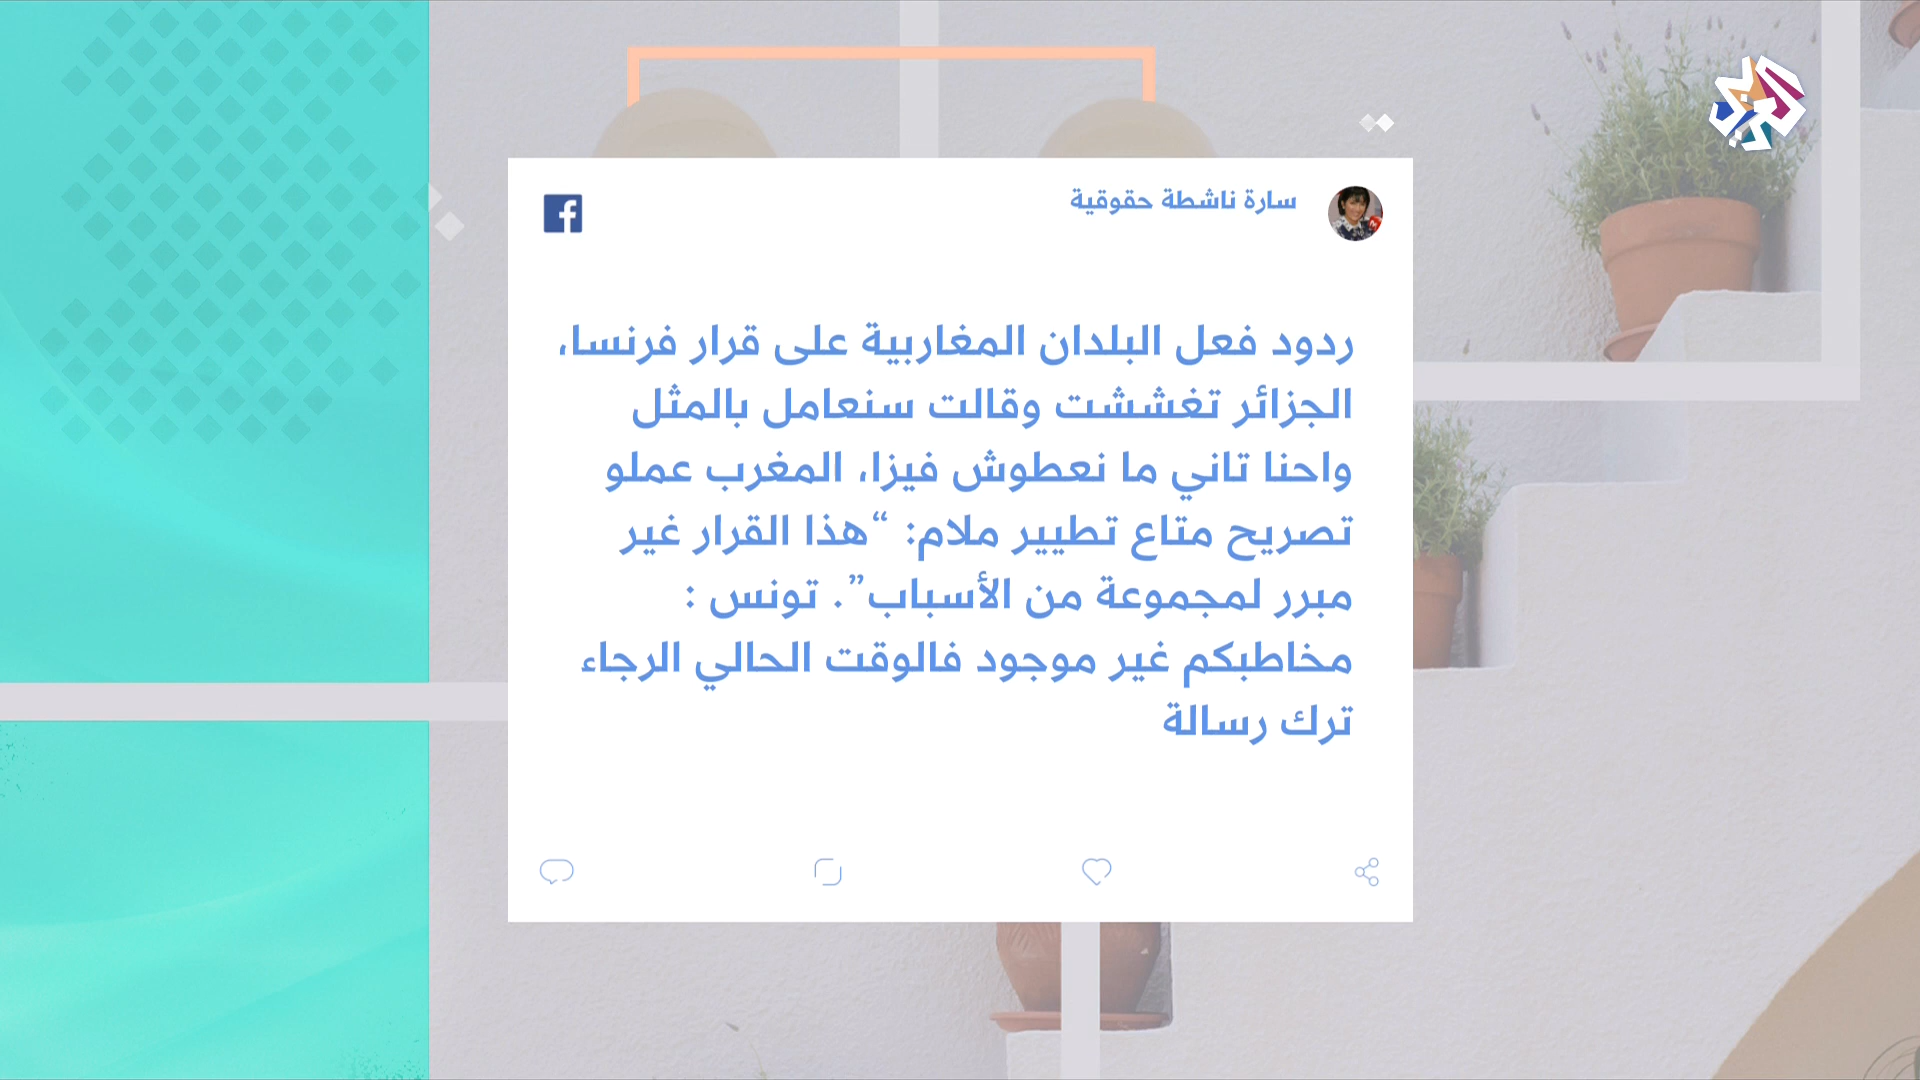 سارة ناشطة حقوقية
ردود فعل البلدان المغاربية على قرار فرنسا،
الجزائر تغششت وقالت سنعامل بالمثل
واحنا تاني ما نعطوش فيزا، المغرب عملو
تصريح متاع تطيير ملام: “هذا القرار غير
مبرر لمجموعة من الأسباب”. تونس :
مخاطبكم غير موجود فالوقت الحالي الرجاء
ترك رسالة